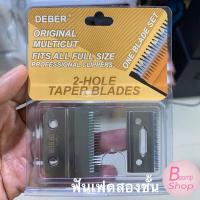 DEBER®
ORIGINAL
MULTICUT
FITS ALL FULL SIZE
PROFESSIONAL CLIPPERS
ONE BLADE SET
2-HOLE
TAPER BLADES
ฟันเฟดสองชั้น
Beamp
Shop